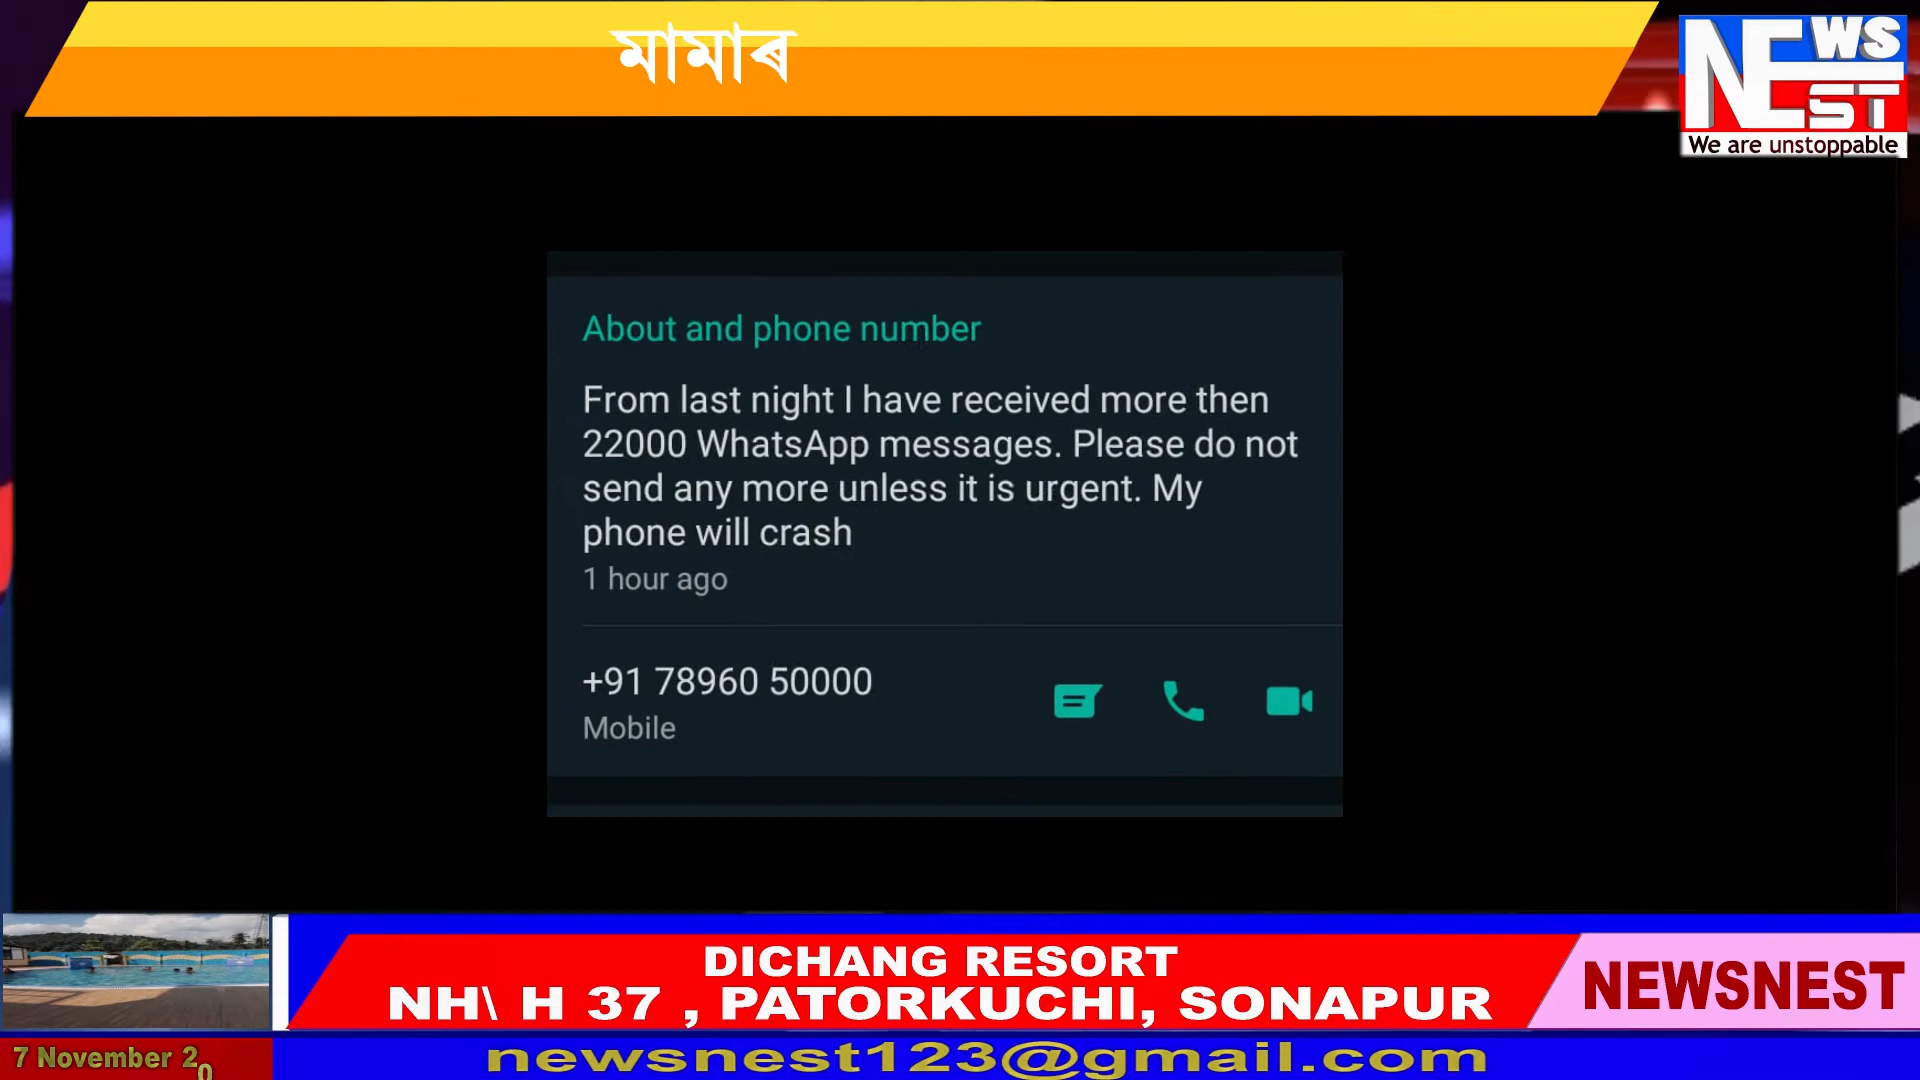 মামাৰ
NEWS
NEST
We are unstoppable
About and phone number
From last night I have received more then
22000 WhatsApp messages. Please do not
send any more unless it is urgent. My
phone will crash
1 hour ago
+91 78960 50000
Mobile
DICHANG RESORT
NH\ H 37 , PATORKUCHI, SONAPUR
NEWSNEST
7 November 20
newsnest123@gmail.com